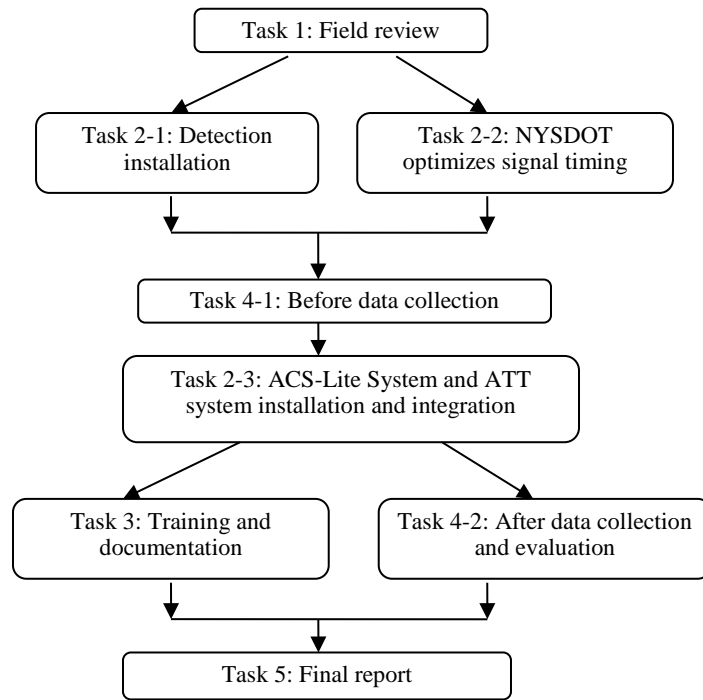 Task 1: Field review
Task 2-1: Detection
installation
Task 2-2: NYSDOT
optimizes signal timing
Task 4-1: Before data collection
Task 2-3: ACS-Lite System and ATT
system installation and integration
Task 3: Training and
documentation
Task 4-2: After data collection
and evaluation
Task 5: Final report